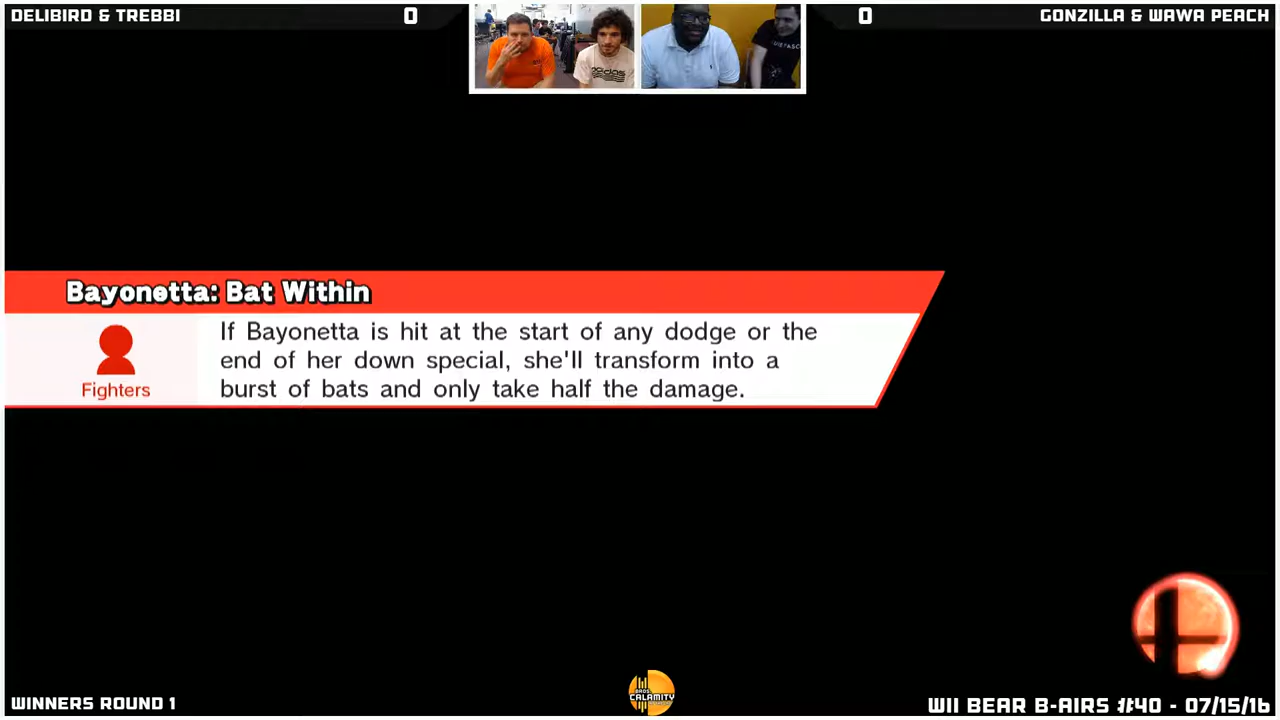 DELIBIRD & TREBBI
0
0
GONZILLA & WAWA PEACH
Bayonetta: Bat Within
If Bayonetta is hit at the start of any dodge or the
end of her down special, she'll transform into a
burst of bats and only take half the damage.
Fighters
WINNERS ROUND 1
BROS.
CALAMITY
WII BEAR B-AIRS #40 - 07/15/16